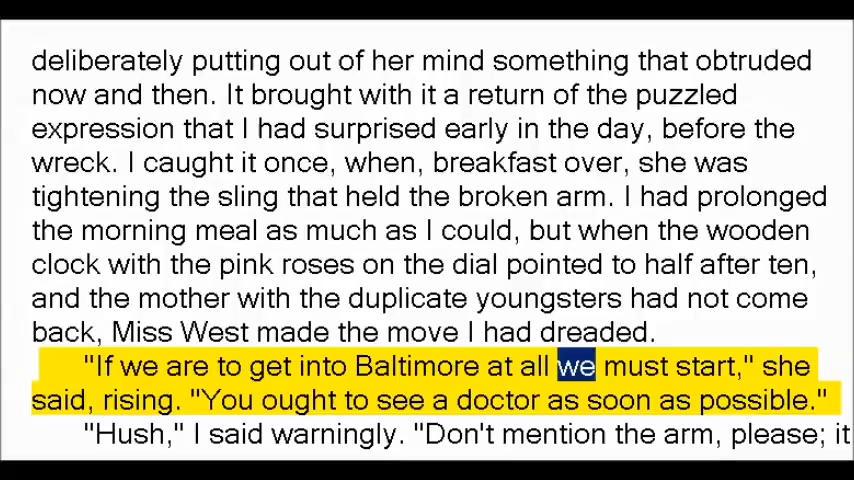 deliberately putting out of her mind something that obtruded
now and then. It brought with it a return of the puzzled
expression that I had surprised early in the day, before the
wreck. I caught it once, when, breakfast over, she was
tightening the sling that held the broken arm. I had prolonged
the morning meal as much as I could, but when the wooden
clock with the pink roses on the dial pointed to half after ten,
and the mother with the duplicate youngsters had not come
back, Miss West made the move I had dreaded.
"If we are to get into Baltimore at all we must start," she
said, rising. "You ought to see a doctor as soon as possible."
"Hush," I said warningly. "Don't mention the arm, please; it